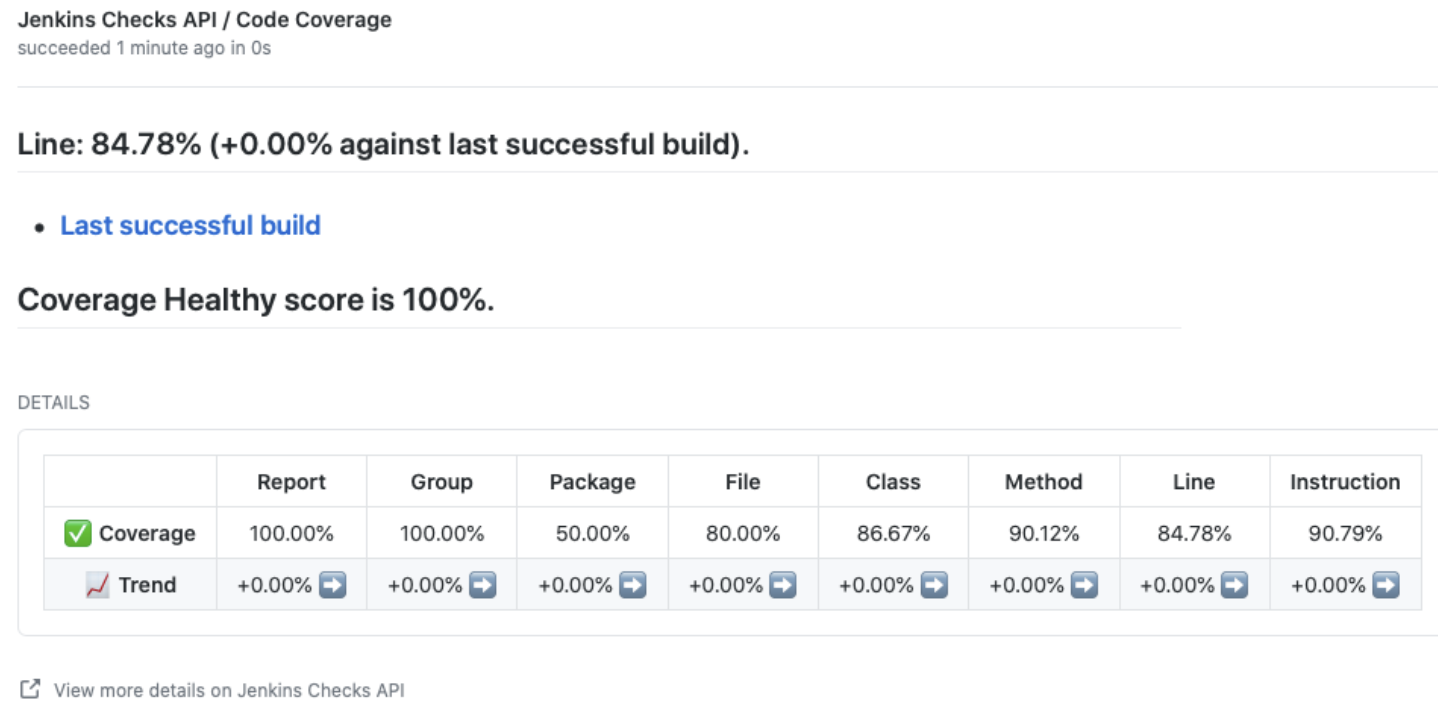 Jenkins Checks API / Code Coverage
succeeded 1 minute ago in 0s
Line: 84.78% (+0.00% against last successful build).
• Last successful build
Coverage Healthy score is 100%.
DETAILS
Report Group Package File Class Method Line Instruction
✅ Coverage 100.00% 100.00% 50.00% 80.00% 86.67% 90.12% 84.78% 90.79%
📈 Trend +0.00% ➡️ +0.00% ➡️ +0.00% ➡️ +0.00% ➡️ +0.00% ➡️ +0.00% ➡️ +0.00% ➡️ +0.00% ➡️
View more details on Jenkins Checks API